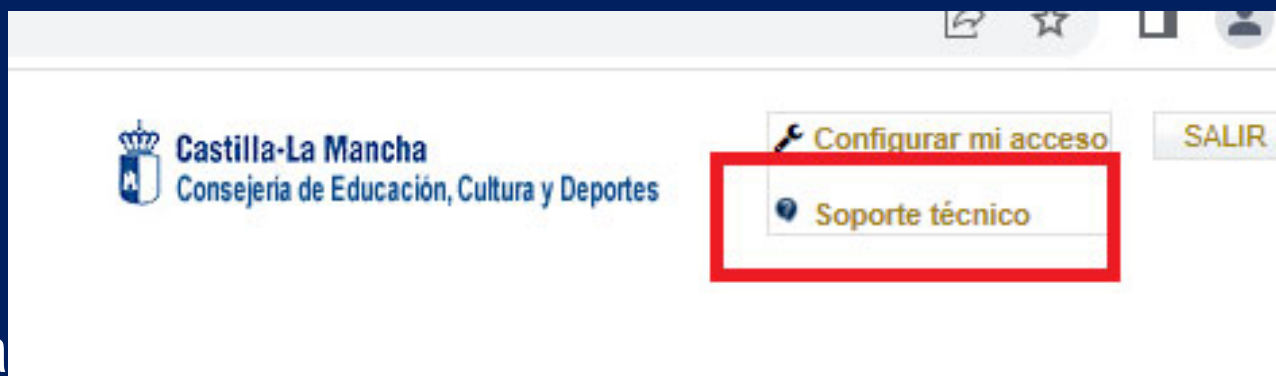 Castilla-La Mancha
Consejería de Educación, Cultura y Deportes
Configurar mi acceso
SALIR
Soporte técnico